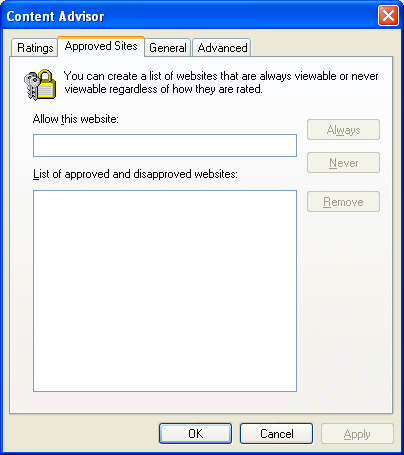 Content Advisor
Ratings
Approved Sites
General
Advanced
You can create a list of websites that are always viewable or never
viewable regardless of how they are rated.
Allow this website:
Always
Never
List of approved and disapproved websites:
Remove
OK
Cancel
Apply